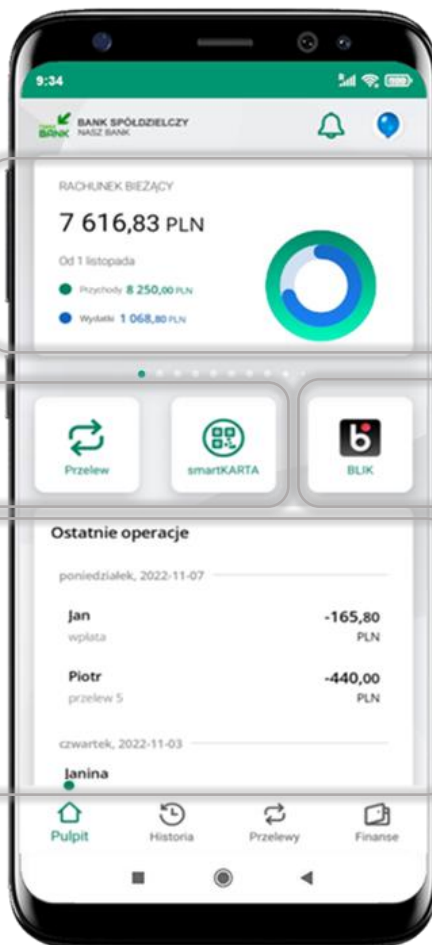 9:34
BANK SPÓŁDZIELCZY
NASZ BANK
BANK
RACHUNEK BIEŻĄCY
7 616,83 PLN
Od 1 listopada
Przychody 8 250,00 PLN
Wydatki 1 068,80 PLN
Przelew
smartKARTA
BLIK
Ostatnie operacje
poniedziałek, 2022-11-07
Jan -165,80
wpłata PLN
Piotr -440,00
przelew 5 PLN
czwartek, 2022-11-03
Janina
Pulpit Historia Przelewy Finanse